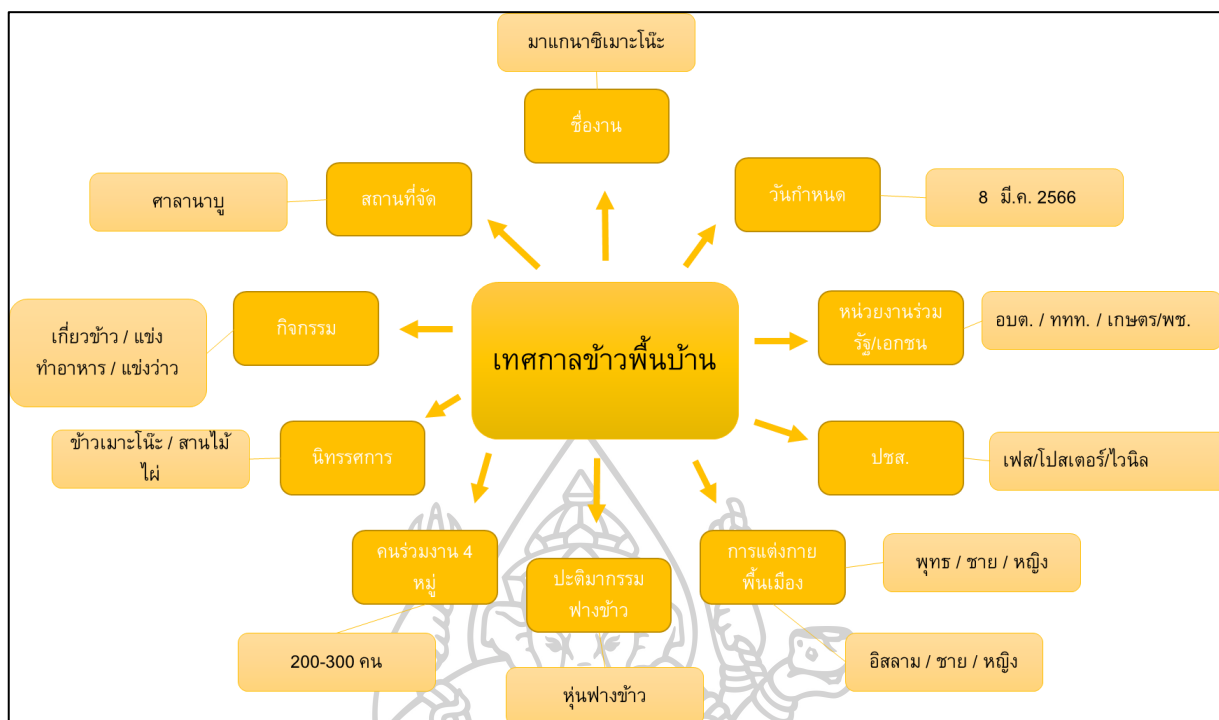 มาแกนาซิเมาะโน๊ะ
ชื่องาน
สถานที่จัด
ศาลานาบู
วันกำหนด
8 มี.ค. 2566
กิจกรรม
เกี่ยวข้าว / แข่ง
ทำอาหาร / แข่งว่าว
เทศกาลข้าวพื้นบ้าน
หน่วยงานร่วม
รัฐ/เอกชน
อบต. / ททท. / เกษตร/พช.
นิทรรศการ
ข้าวเมาะโน๊ะ / สานไม้
ไผ่
ปชส.
เฟส/โปสเตอร์/ไวนิล
คนร่วมงาน 4
หมู่
200-300 คน
ปะติมากรรม
ฟางข้าว
หุ่นฟางข้าว
การแต่งกาย
พื้นเมือง
พุทธ / ชาย / หญิง
อิสลาม / ชาย / หญิง